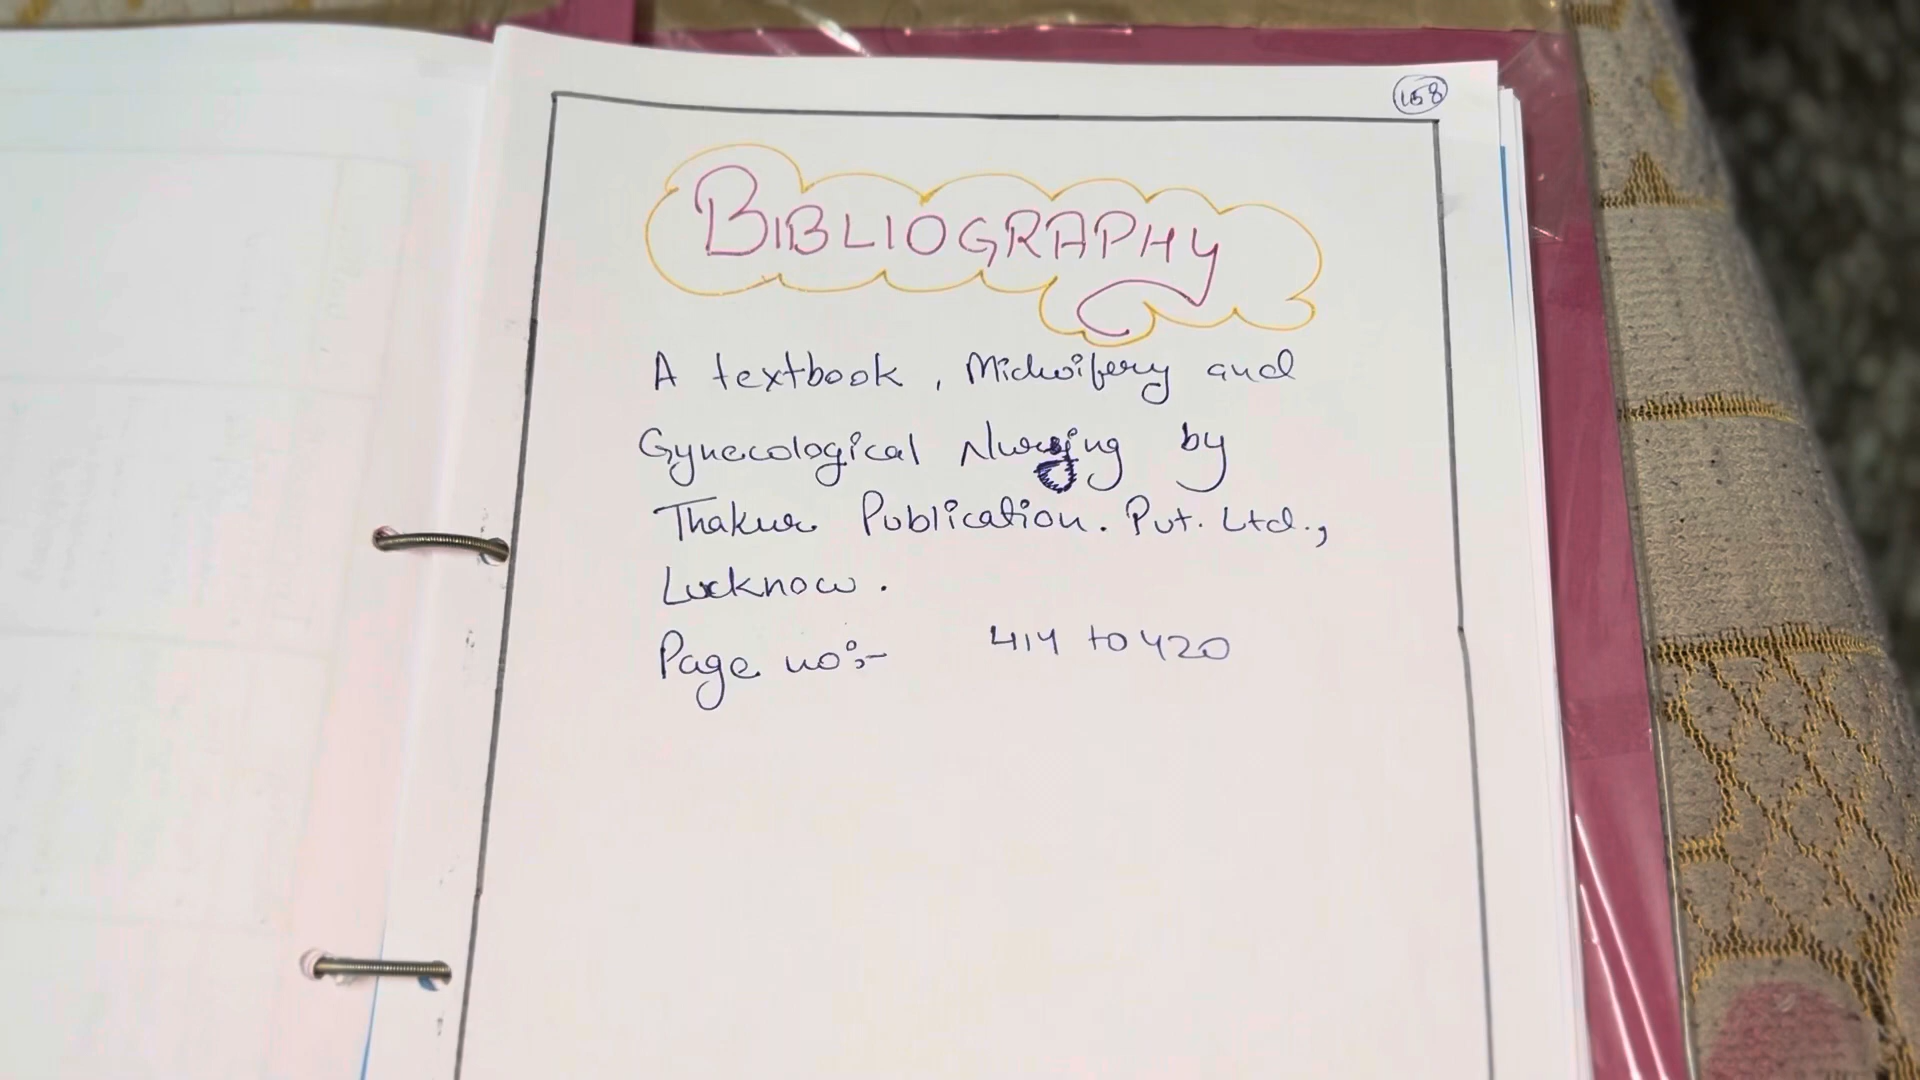 158
BIBLIOGRAPHY
A textbook, Midwifery and
Gynecological Nursing by
Thakur Publication. Pvt. Ltd.,
Lucknow.
Page no:- 414 to 420